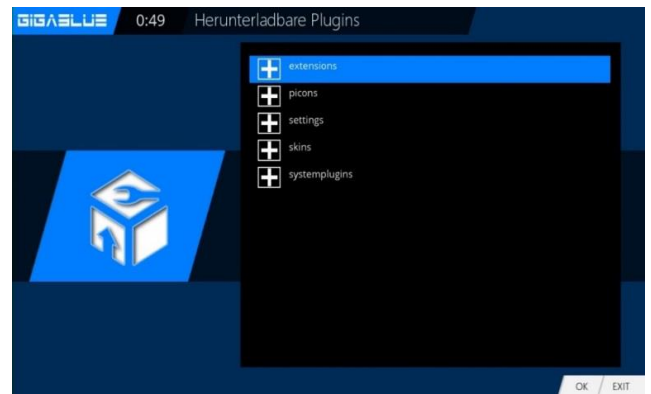 GIGABLUE 0:49 Herunterladbare Plugins
extensions
picons
settings
skins
systemplugins
OK EXIT